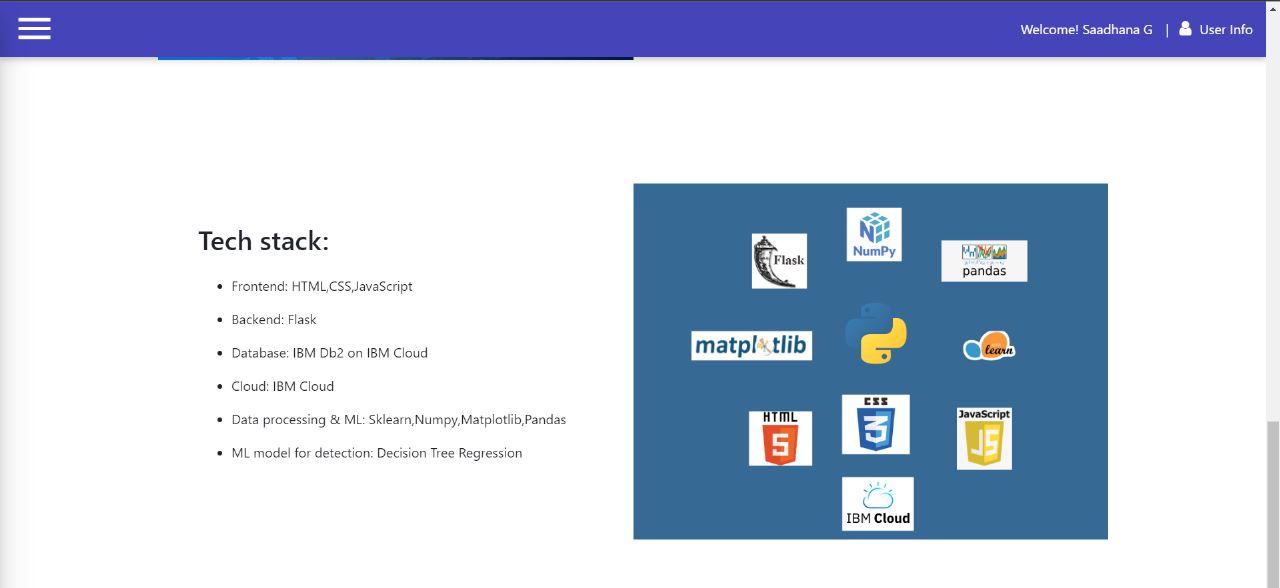 Welcome! Saadhana G | User Info
Tech stack:
Frontend: HTML,CSS,JavaScript
Backend: Flask
Database: IBM Db2 on IBM Cloud
Cloud: IBM Cloud
Data processing & ML: Sklearn,Numpy,Matplotlib,Pandas
ML model for detection: Decision Tree Regression
NumPy
Flask
pandas
matplotlib
learn
HTML
5
CSS
3
JavaScript
JS
IBM Cloud